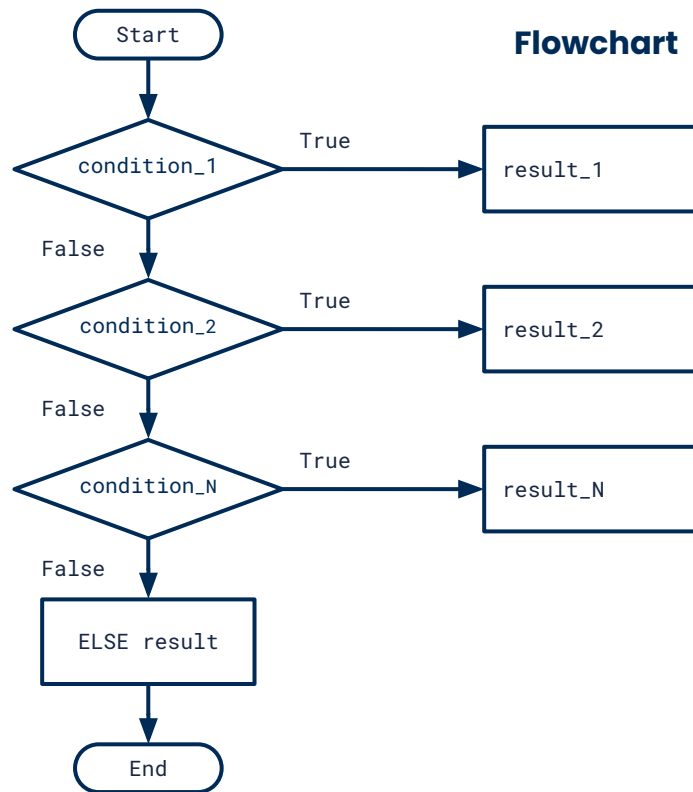 Start
Flowchart
True
condition_1
result_1
False
True
condition_2
result_2
False
True
condition_N
result_N
False
ELSE result
End